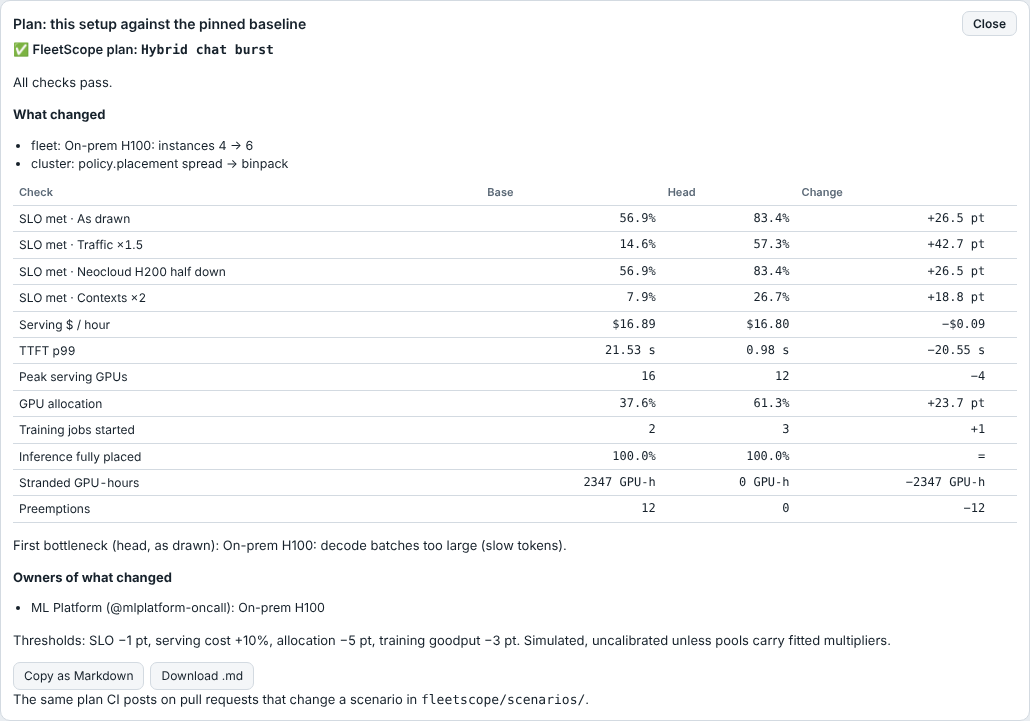 Plan: this setup against the pinned baseline
Close
✅ FleetScope plan: Hybrid chat burst
All checks pass.
What changed
• fleet: On-prem H100: instances 4 → 6
• cluster: policy.placement spread → binpack
Check Base Head Change
SLO met · As drawn 56.9% 83.4% +26.5 pt
SLO met · Traffic ×1.5 14.6% 57.3% +42.7 pt
SLO met · Neocloud H200 half down 56.9% 83.4% +26.5 pt
SLO met · Contexts ×2 7.9% 26.7% +18.8 pt
Serving $ / hour $16.89 $16.80 −$0.09
TTFT p99 21.53 s 0.98 s −20.55 s
Peak serving GPUs 16 12 −4
GPU allocation 37.6% 61.3% +23.7 pt
Training jobs started 2 3 +1
Inference fully placed 100.0% 100.0% =
Stranded GPU-hours 2347 GPU-h 0 GPU-h −2347 GPU-h
Preemptions 12 0 −12
First bottleneck (head, as drawn): On-prem H100: decode batches too large (slow tokens).
Owners of what changed
• ML Platform (@mlplatform-oncall): On-prem H100
Thresholds: SLO −1 pt, serving cost +10%, allocation −5 pt, training goodput −3 pt. Simulated, uncalibrated unless pools carry fitted multipliers.
Copy as Markdown Download .md
The same plan CI posts on pull requests that change a scenario in fleetscope/scenarios/.